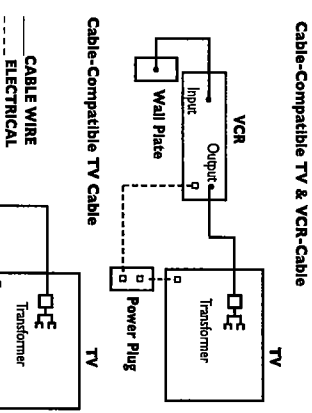 Cable-Compatible TV & VCR-Cable
VCR
TV
Input
Output
Transformer
Wall Plate
Power Plug
Cable-Compatible TV Cable
TV
Transformer
CABLE WIRE
ELECTRICAL